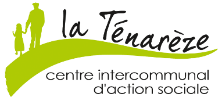 la Ténarèze
centre intercommunal
d'action sociale